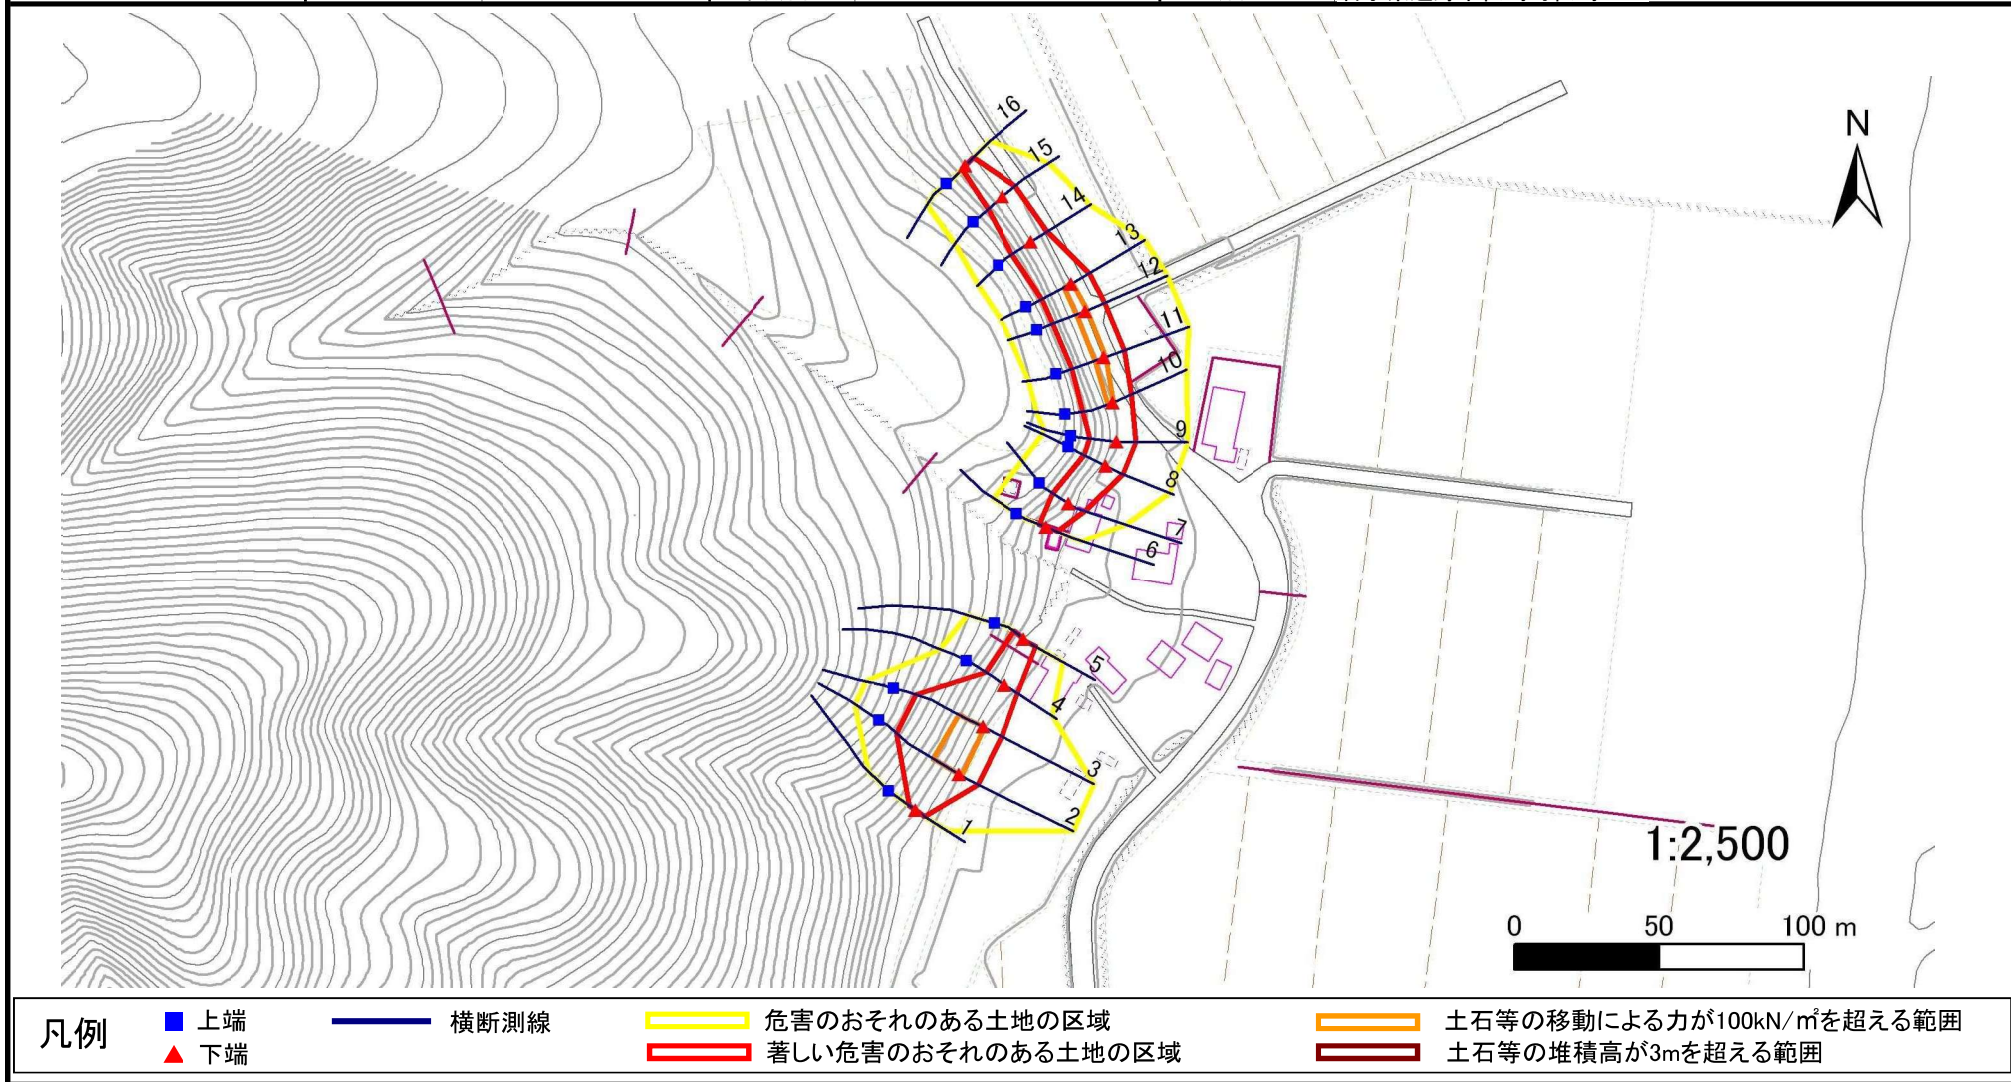 N
16
15
14
13
12
11
10
9
8
7
6
5
4
3
2
1
1:2,500
0 50 100 m
凡例
上端
下端
横断測線
危害のおそれのある土地の区域
著しい危害のおそれのある土地の区域
土石等の移動による力が100kN/㎡を超える範囲
土石等の堆積高が3mを超える範囲